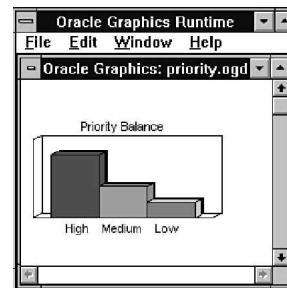 Oracle Graphics Runtime
File Edit Window Help
Oracle Graphics: priority.ogd
Priority Balance
High Medium Low